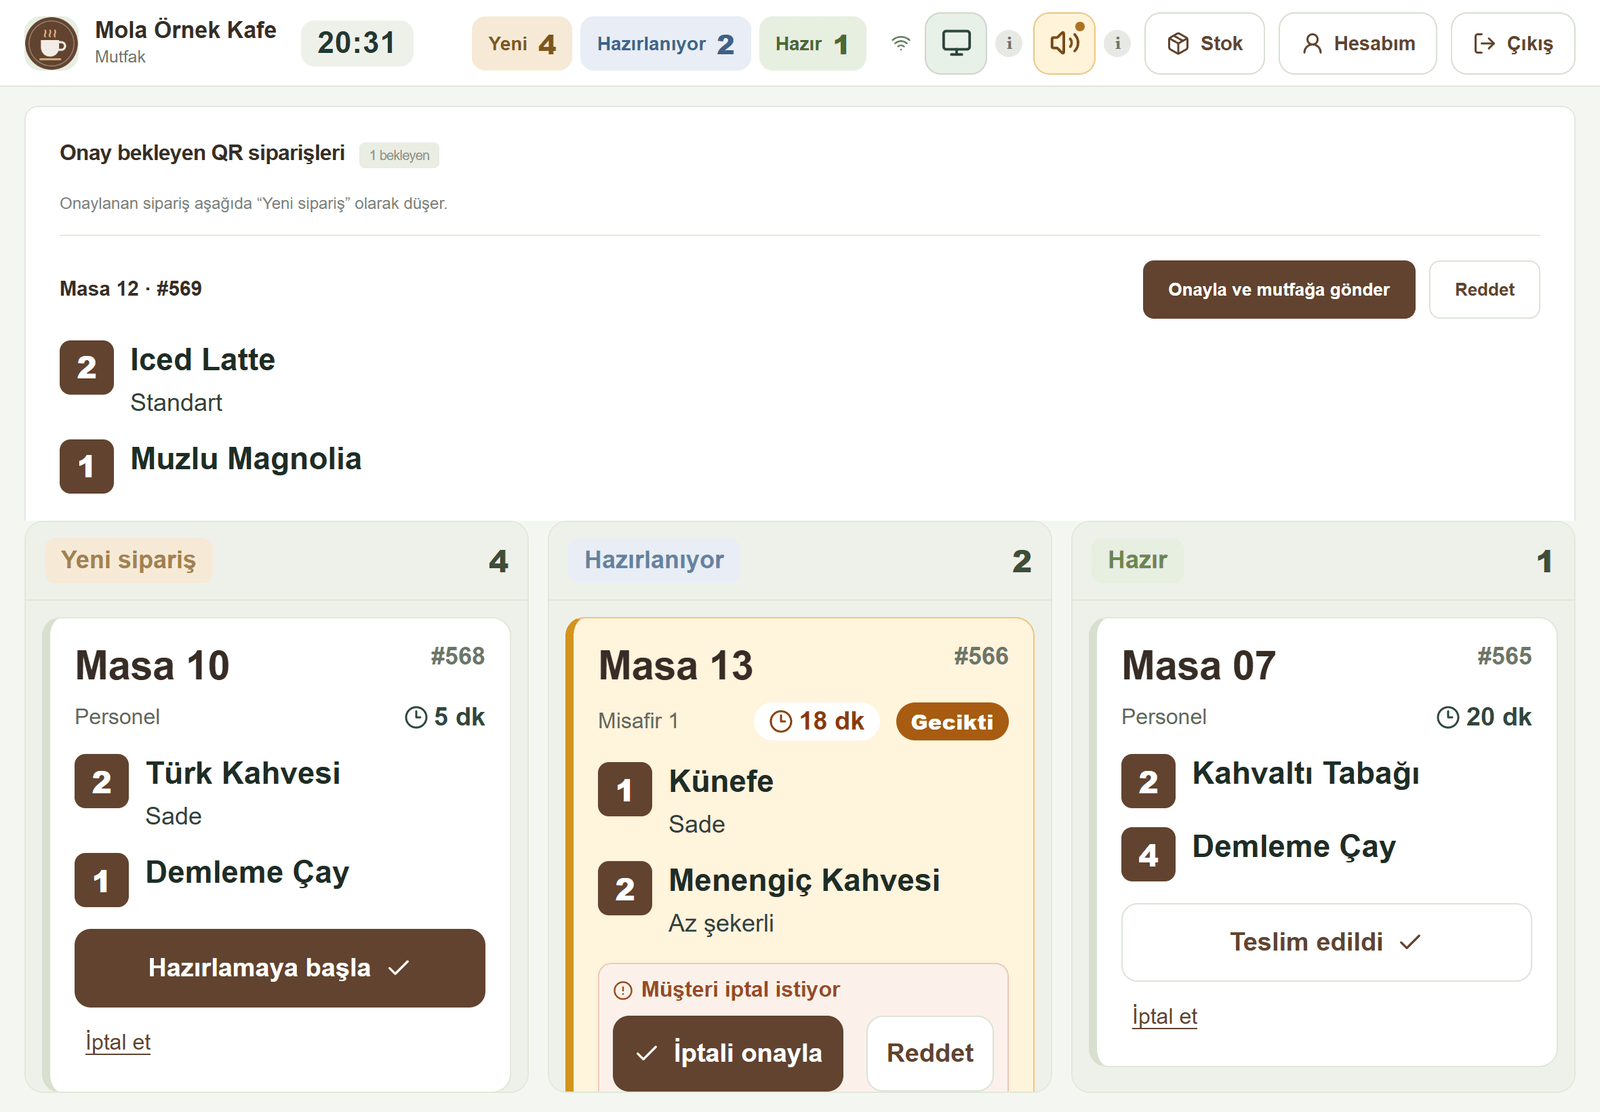 Mola Örnek Kafe
Mutfak
20:31
Yeni 4
Hazırlanıyor 2
Hazır 1
i
i
Stok
Hesabım
Çıkış
Onay bekleyen QR siparişleri
1 bekleyen
Onaylanan sipariş aşağıda “Yeni sipariş” olarak düşer.
Masa 12 · #569
Onayla ve mutfağa gönder
Reddet
2 Iced Latte
Standart
1 Muzlu Magnolia
Yeni sipariş 4
Masa 10 #568
Personel 5 dk
2 Türk Kahvesi
Sade
1 Demleme Çay
Hazırlamaya başla
İptal et
Hazırlanıyor 2
Masa 13 #566
Misafir 1 18 dk Gecikti
1 Künefe
Sade
2 Menengiç Kahvesi
Az şekerli
Müşteri iptal istiyor
İptali onayla
Reddet
Hazır 1
Masa 07 #565
Personel 20 dk
2 Kahvaltı Tabağı
4 Demleme Çay
Teslim edildi
İptal et